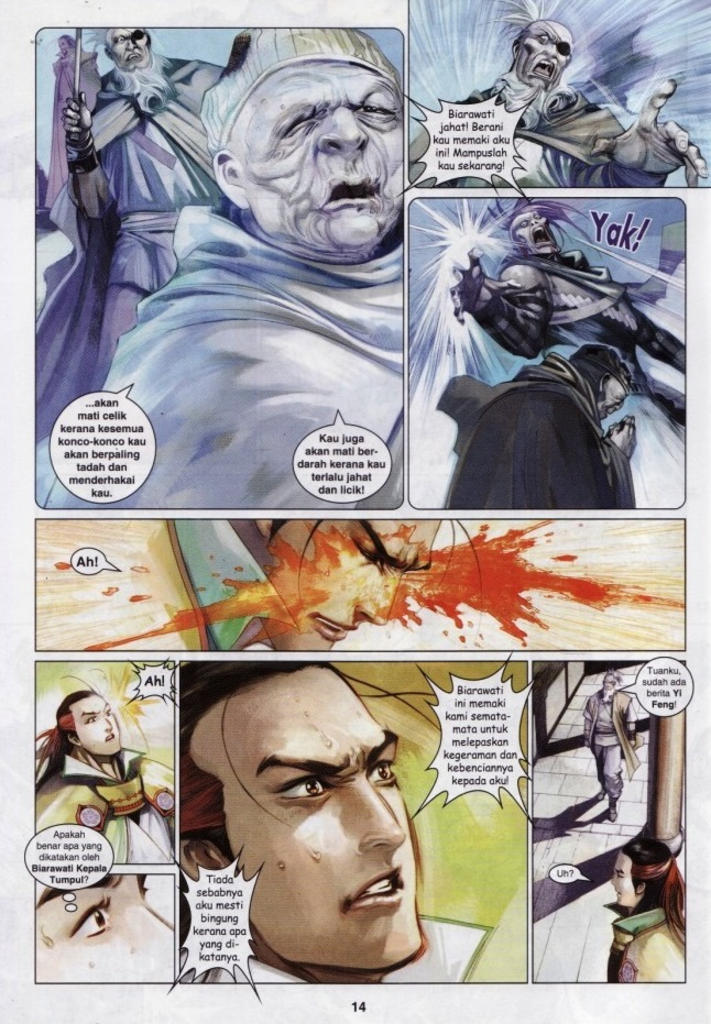 ...akan
mati celik
kerana kesemua
konco-konco kau
akan berpaling
tadah dan
menderhakai
kau.
Kau juga
akan mati ber-
darah kerana kau
terlalu jahat
dan licik!
Biarawati
jahat! Berani
kau memaki aku
ini! Mampuslah
kau sekarang!
Yak!
Ah!
Ah!
Apakah
benar apa yang
dikatakan oleh
Biarawati Kepala
Tumpul?
Tiada
sebabnya
aku mesti
bingung
kerana apa
yang di-
katanya.
Biarawati
ini memaki
kami semata-
mata untuk
melepaskan
kegeraman dan
kebenciannya
kepada aku!
Tuanku,
sudah ada
berita Yi
Feng!
Uh?
14